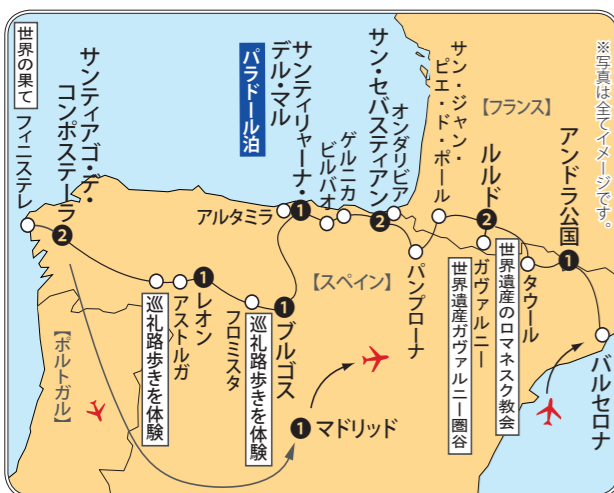 ※写真は全てイメージです。
【フランス】
アンドラ公国
1
バルセロナ
タウール
世界遺産のロマネスク教会
ルルド
2
ガヴァルニー
世界遺産ガヴァルニー圏谷
サン・ジャン・
ピエ・ド・ポール
パンプローナ
オンダリビア
サン・セバスティアン
2
ゲルニカ
ビルバオ
サンティリャーナ・
デル・マル
1
パラドール泊
アルタミラ
【スペイン】
ブルゴス
1
フロミスタ
巡礼路歩きを体験
レオン
1
アストルガ
巡礼路歩きを体験
サンティアゴ・デ・
コンポステーラ
2
フィニステレ
世界の果て
【ポルトガル】
1
マドリッド